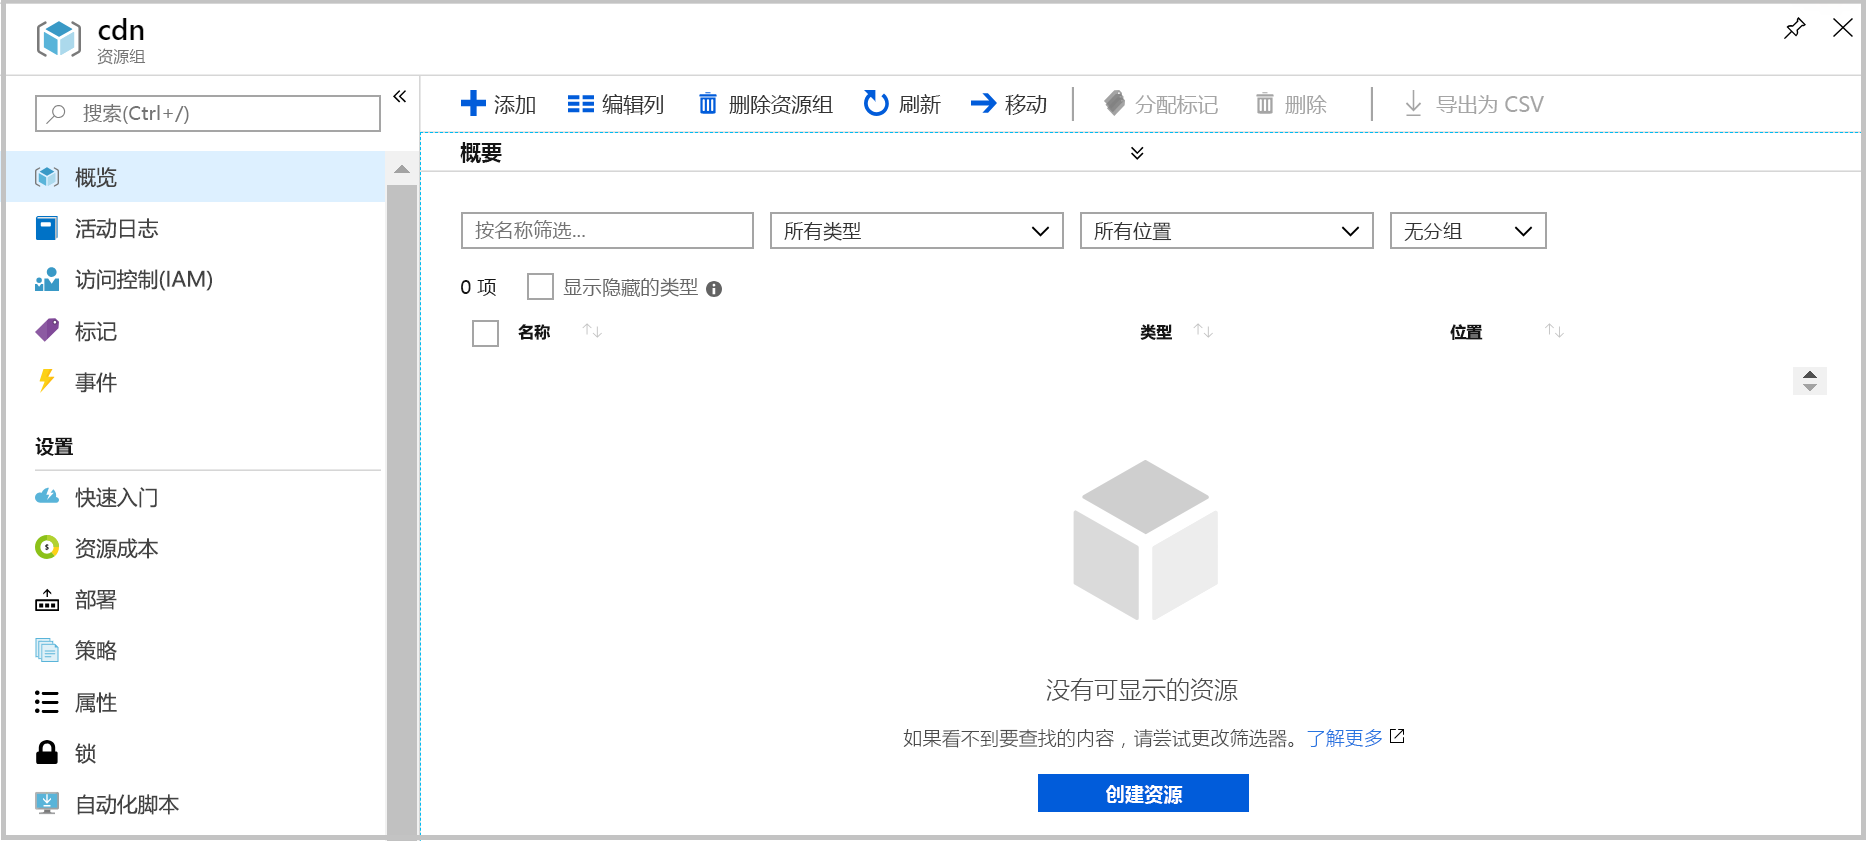 cdn
资源组
搜索(Ctrl+/)
概览
活动日志
访问控制(IAM)
标记
事件
设置
快速入门
资源成本
部署
策略
属性
锁
自动化脚本
添加 编辑列 删除资源组 刷新 移动 分配标记 删除 导出为 CSV
概要
按名称筛选... 所有类型 所有位置 无分组
0 项 显示隐藏的类型
名称 类型 位置
没有可显示的资源
如果看不到要查找的内容，请尝试更改筛选器。了解更多
创建资源